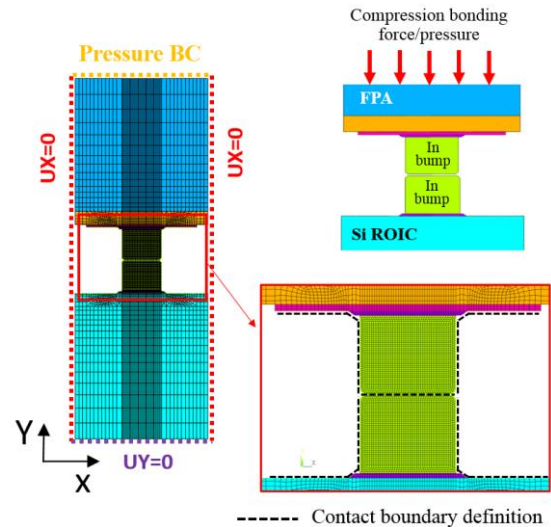 Pressure BC
UX=0
UX=0
Y
X
UY=0
Compression bonding
force/pressure
FPA
In
bump
In
bump
Si ROIC
Contact boundary definition